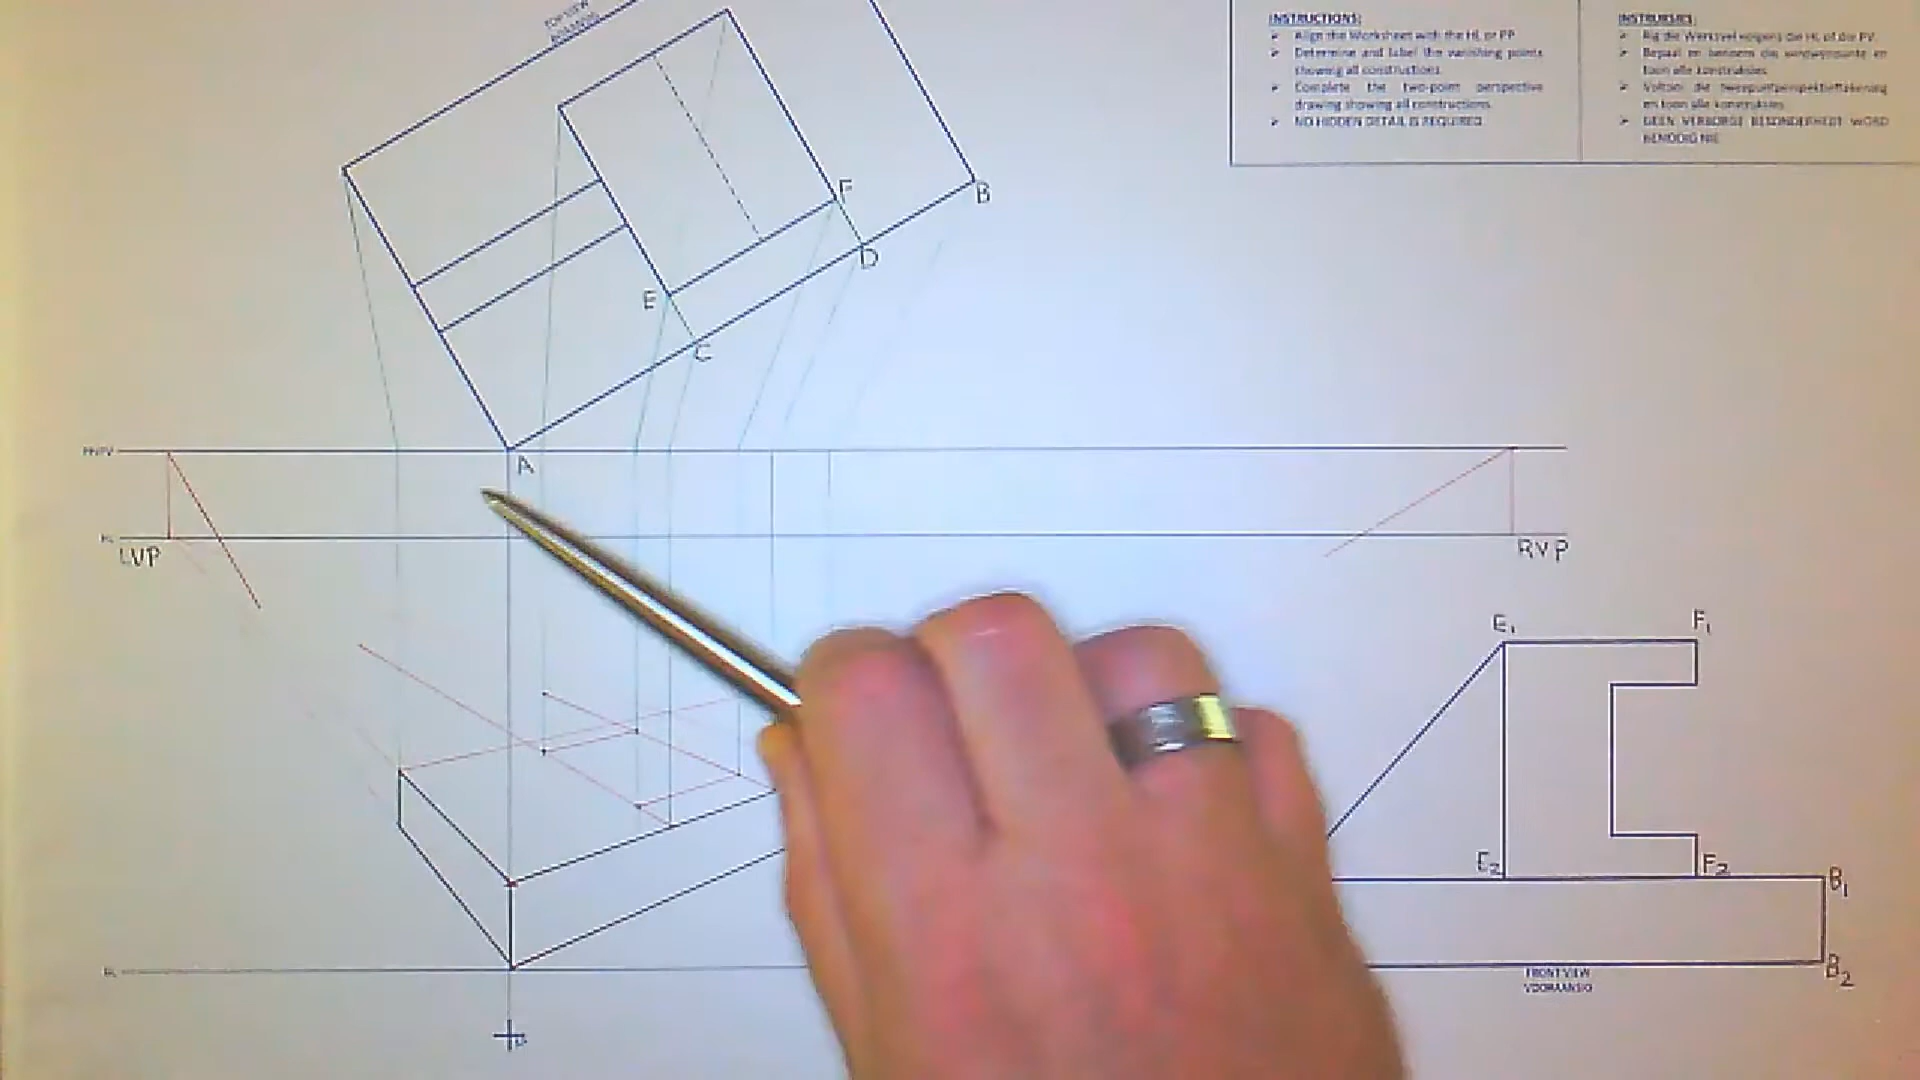 TOP VIEW
BOAANSIG
INSTRUCTIONS:
➢ Align the Worksheet with the HL or PP.
➢ Determine and label the vanishing points
showing all constructions.
➢ Complete the two-point perspective
drawing showing all constructions.
➢ NO HIDDEN DETAIL IS REQUIRED.
INSTRUKSIES:
➢ Rig die Werksvel volgens die HL of die PV.
➢ Bepaal en benoem die verdwynpunte en
toon alle konstruksies.
➢ Voltooi die tweepuntperspektieftekening
en toon alle konstruksies.
➢ GEEN VERBORGE BESONDERHEDE WORD
BENODIG NIE.
F
B
D
E
C
A
HL
LVP
RVP
E1
F1
E2
F2
B1
B2
FRONT VIEW
VOORAANSIG